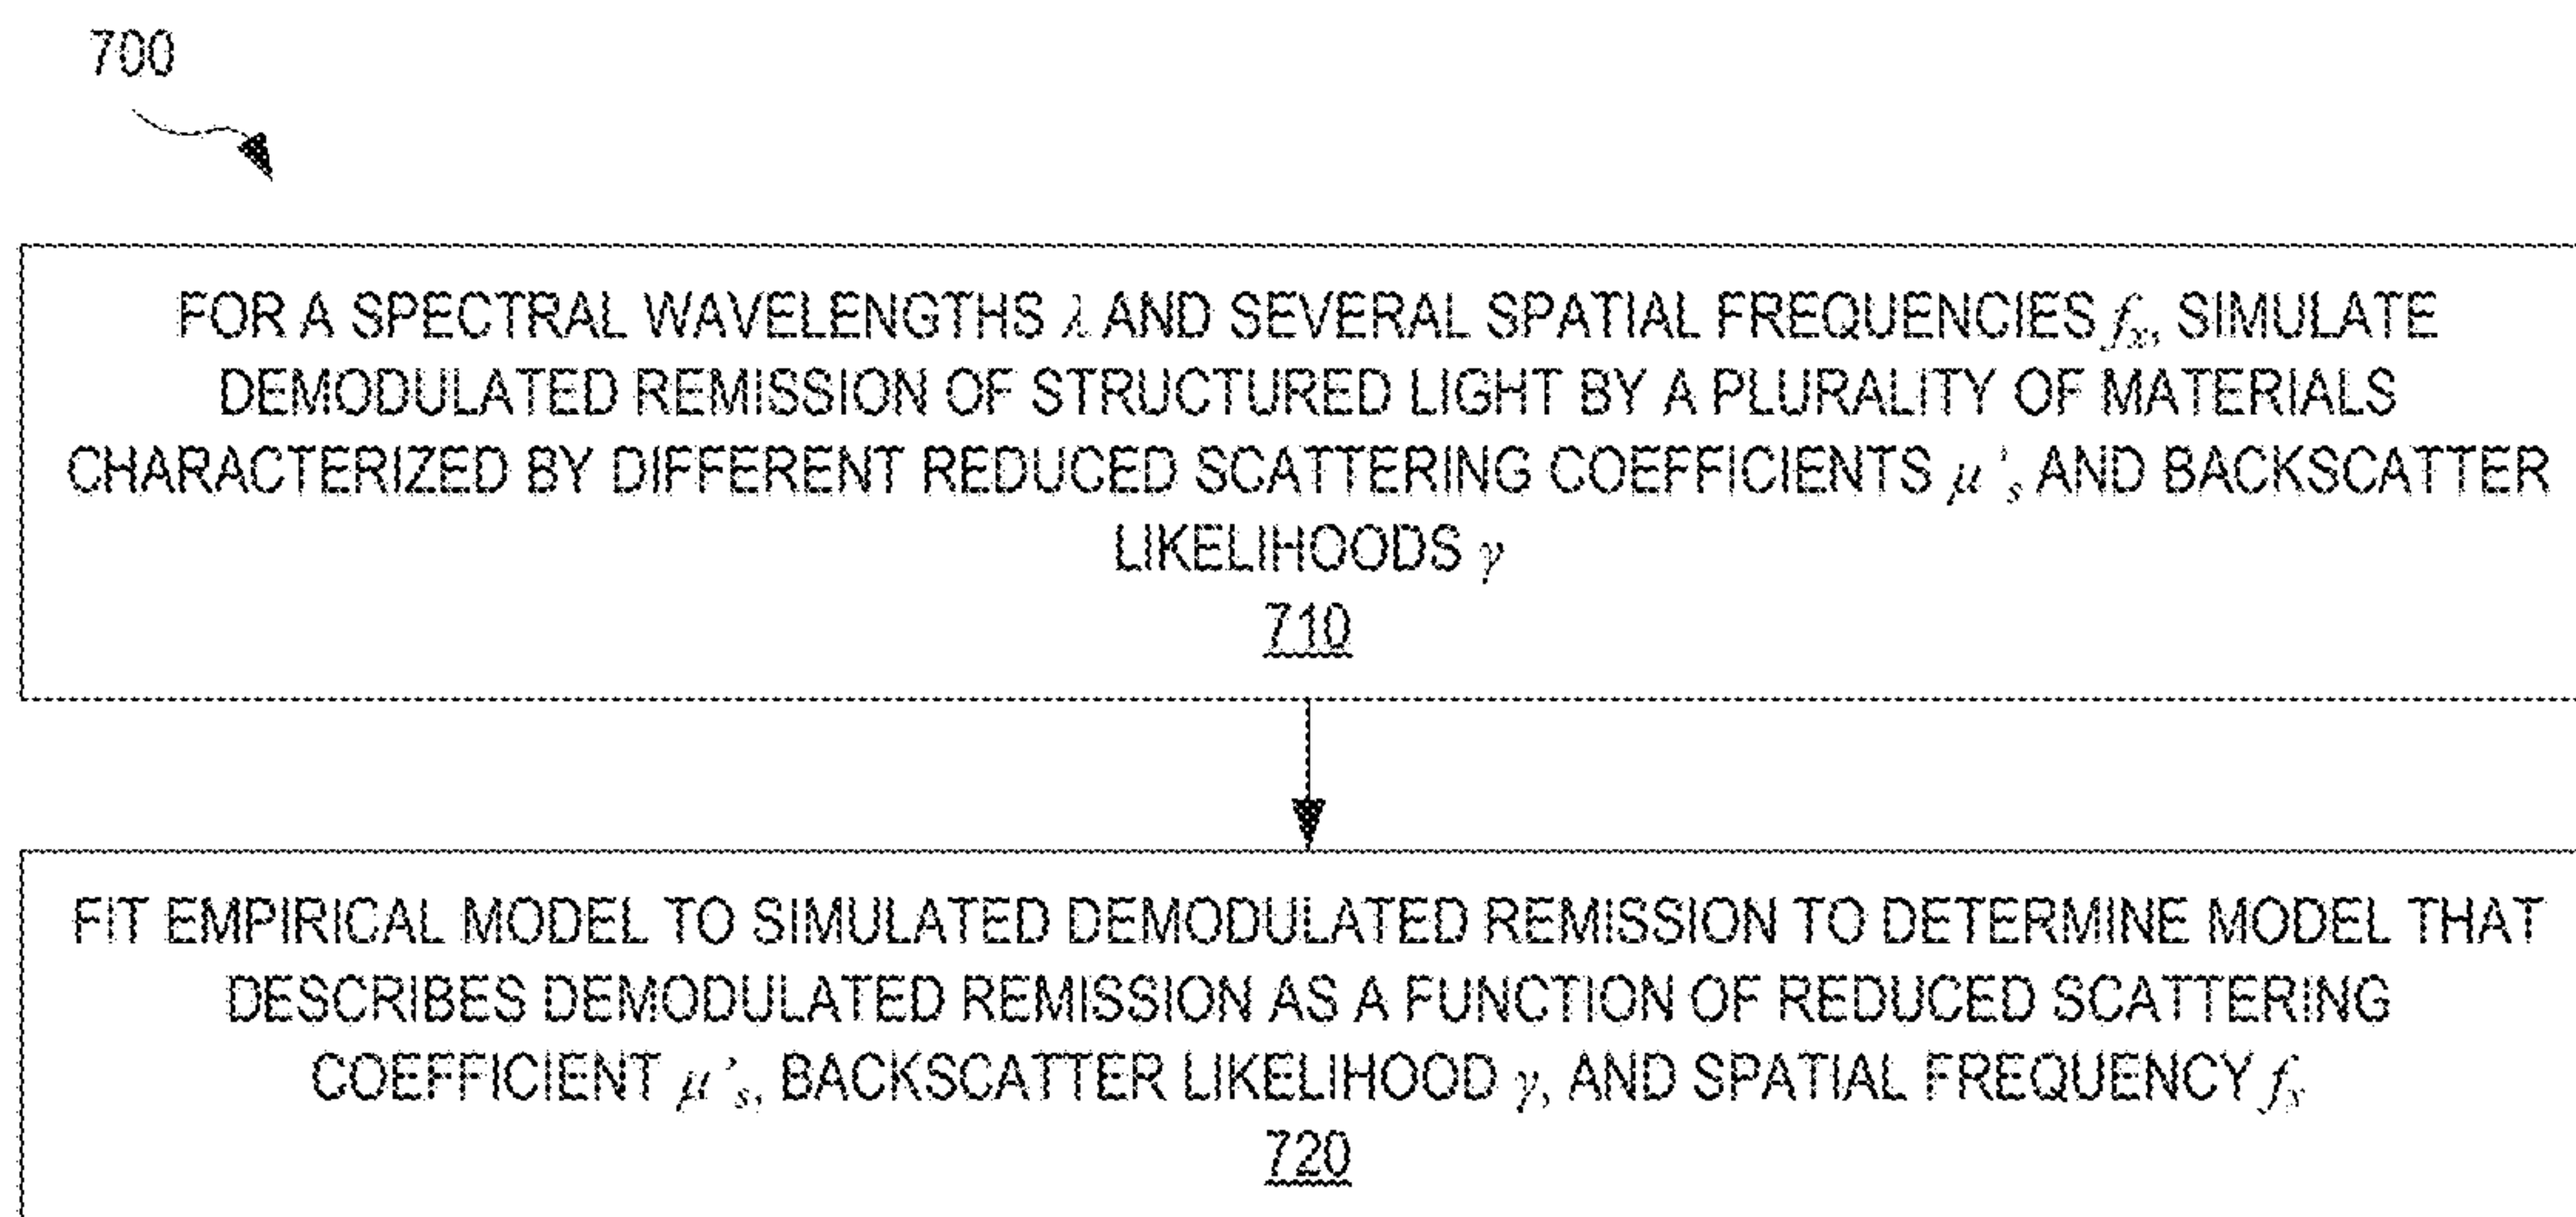 700
FOR A SPECTRAL WAVELENGTHS λ AND SEVERAL SPATIAL FREQUENCIES fₓ, SIMULATE
DEMODULATED REMISSION OF STRUCTURED LIGHT BY A PLURALITY OF MATERIALS
CHARACTERIZED BY DIFFERENT REDUCED SCATTERING COEFFICIENTS μ'ₛ AND BACKSCATTER
LIKELIHOODS γ
710
FIT EMPIRICAL MODEL TO SIMULATED DEMODULATED REMISSION TO DETERMINE MODEL THAT
DESCRIBES DEMODULATED REMISSION AS A FUNCTION OF REDUCED SCATTERING
COEFFICIENT μ'ₛ, BACKSCATTER LIKELIHOOD γ, AND SPATIAL FREQUENCY fₓ
720